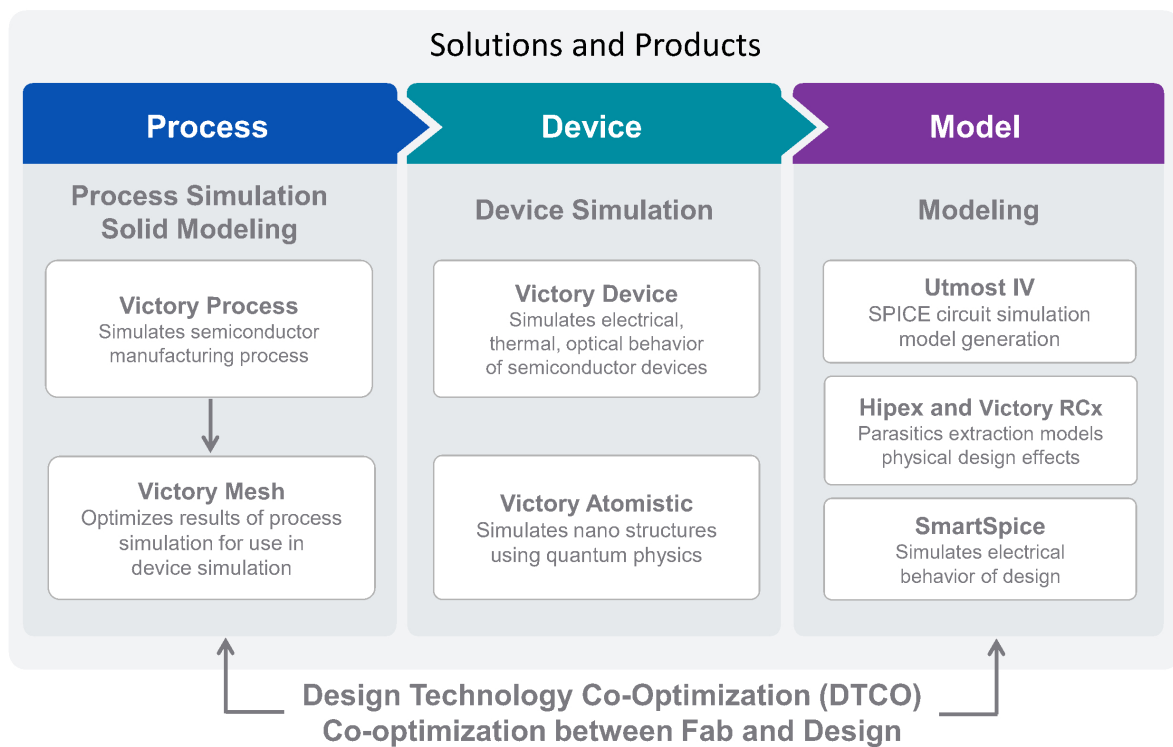 Solutions and Products
Process
Device
Model
Process Simulation
Solid Modeling
Victory Process
Simulates semiconductor
manufacturing process
Victory Mesh
Optimizes results of process
simulation for use in
device simulation
Device Simulation
Victory Device
Simulates electrical,
thermal, optical behavior
of semiconductor devices
Victory Atomistic
Simulates nano structures
using quantum physics
Modeling
Utmost IV
SPICE circuit simulation
model generation
Hipex and Victory RCx
Parasitics extraction models
physical design effects
SmartSpice
Simulates electrical
behavior of design
Design Technology Co-Optimization (DTCO)
Co-optimization between Fab and Design